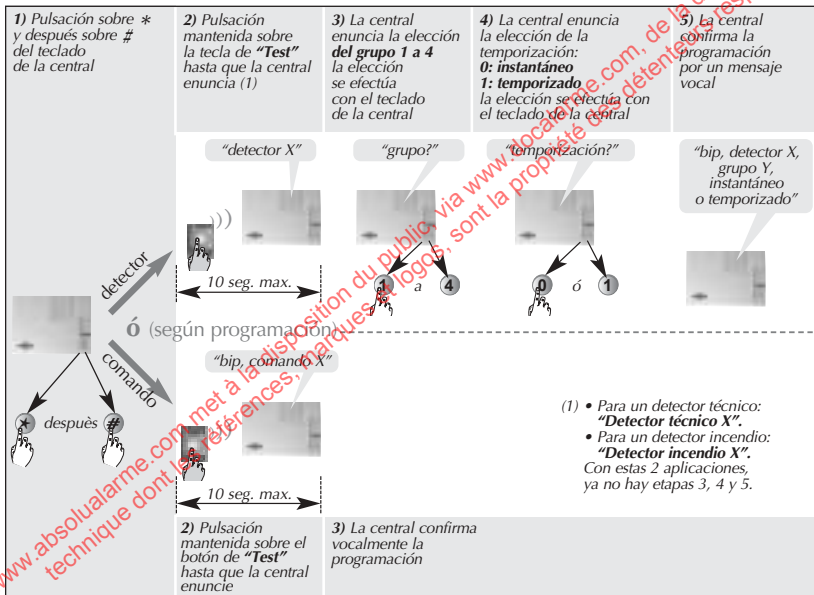 1) Pulsación sobre *
y después sobre #
del teclado
de la central
2) Pulsación
mantenida sobre
la tecla de “Test”
hasta que la central
enuncia (1)
3) La central
enuncia la elección
del grupo 1 a 4
la elección
se efectúa
con el teclado
de la central
4) La central enuncia
la elección de la
temporización:
0: instantáneo
1: temporizado
la elección se efectúa con
el teclado de la central
5) La central
confirma la
programación
por un mensaje
vocal
“detector X”
“grupo?”
“temporización?”
“bip, detector X,
grupo Y,
instantáneo
o temporizado”
detector
10 seg. max.
1 a 4
0 ó 1
ó (según programación)
comando
“bip, comando X”
* despuès #
10 seg. max.
(1) • Para un detector técnico:
“Detector técnico X”.
• Para un detector incendio:
“Detector incendio X”.
Con estas 2 aplicaciones,
ya no hay etapas 3, 4 y 5.
2) Pulsación
mantenida sobre el
botón de “Test”
hasta que la central
enuncie
3) La central confirma
vocalmente la
programación
www.absolualarme.com met à la disposition du public, via www.docalarme.com, de la
technique dont les références, marques et logos, sont la propriété des détenteurs